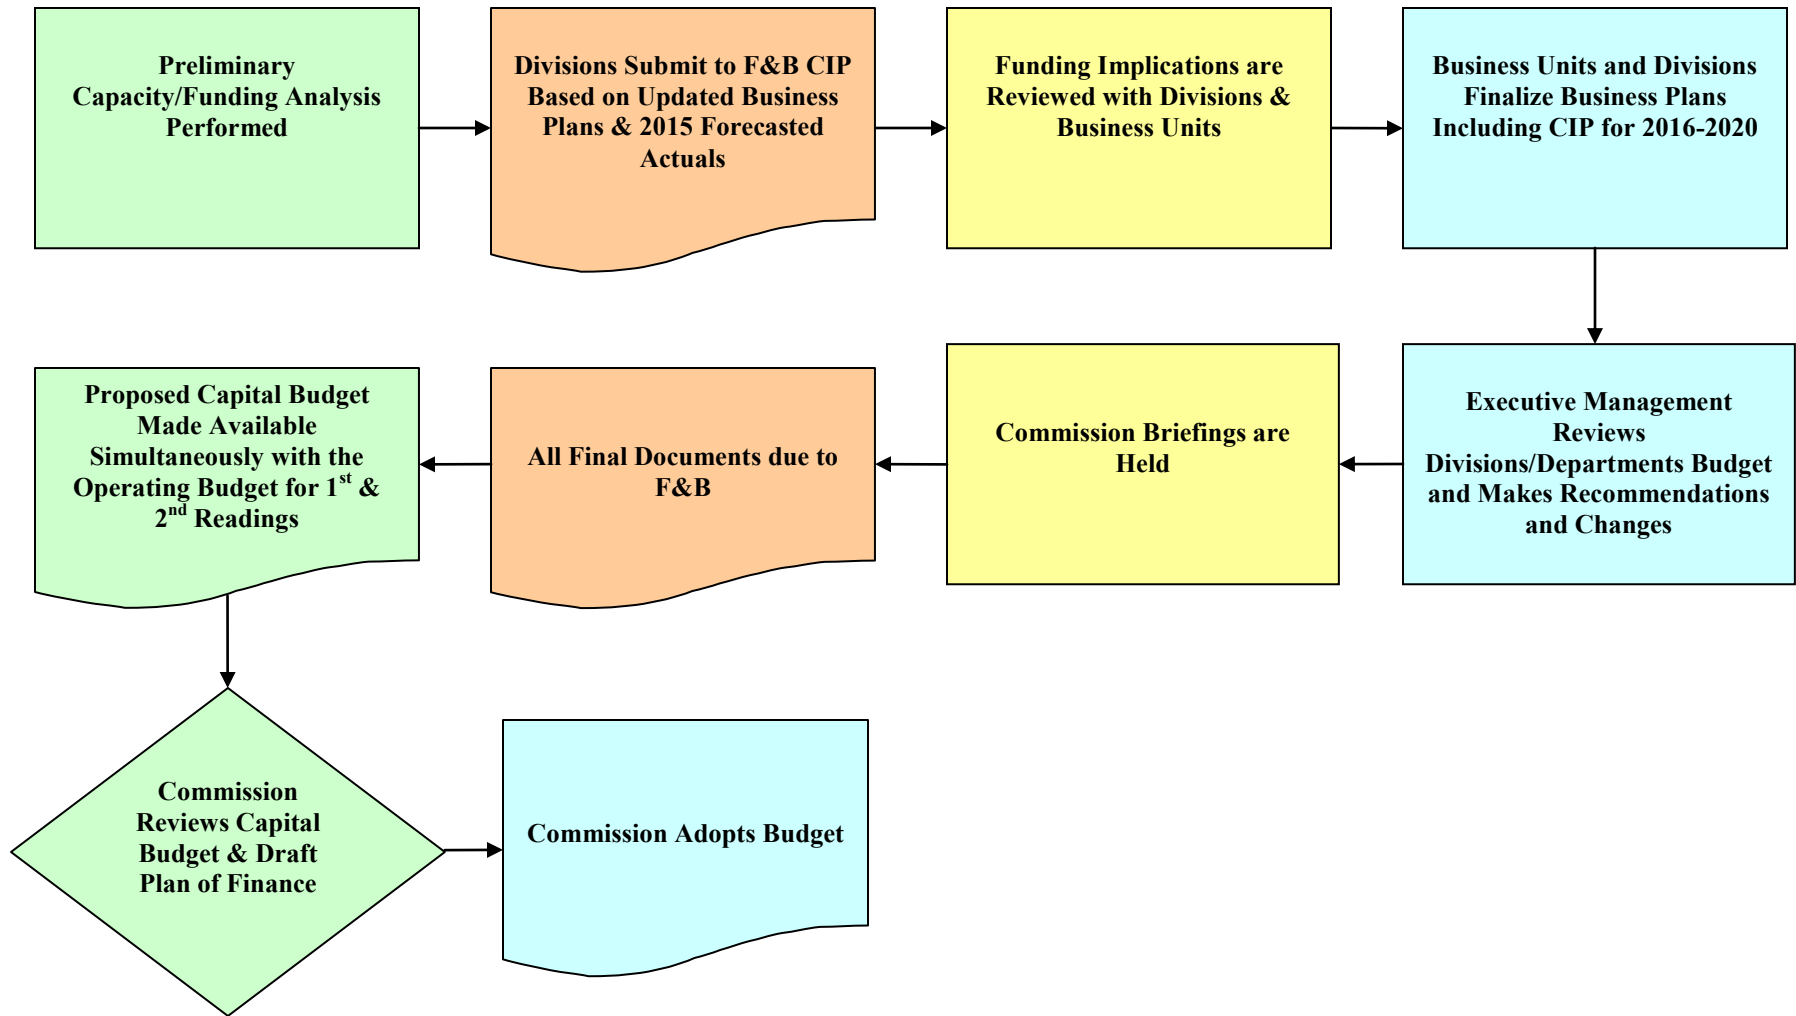 Preliminary
Capacity/Funding Analysis
Performed
Divisions Submit to F&B CIP
Based on Updated Business
Plans & 2015 Forecasted
Actuals
Funding Implications are
Reviewed with Divisions &
Business Units
Business Units and Divisions
Finalize Business Plans
Including CIP for 2016-2020
Executive Management
Reviews
Divisions/Departments Budget
and Makes Recommendations
and Changes
Commission Briefings are
Held
All Final Documents due to
F&B
Proposed Capital Budget
Made Available
Simultaneously with the
Operating Budget for 1st &
2nd Readings
Commission
Reviews Capital
Budget & Draft
Plan of Finance
Commission Adopts Budget